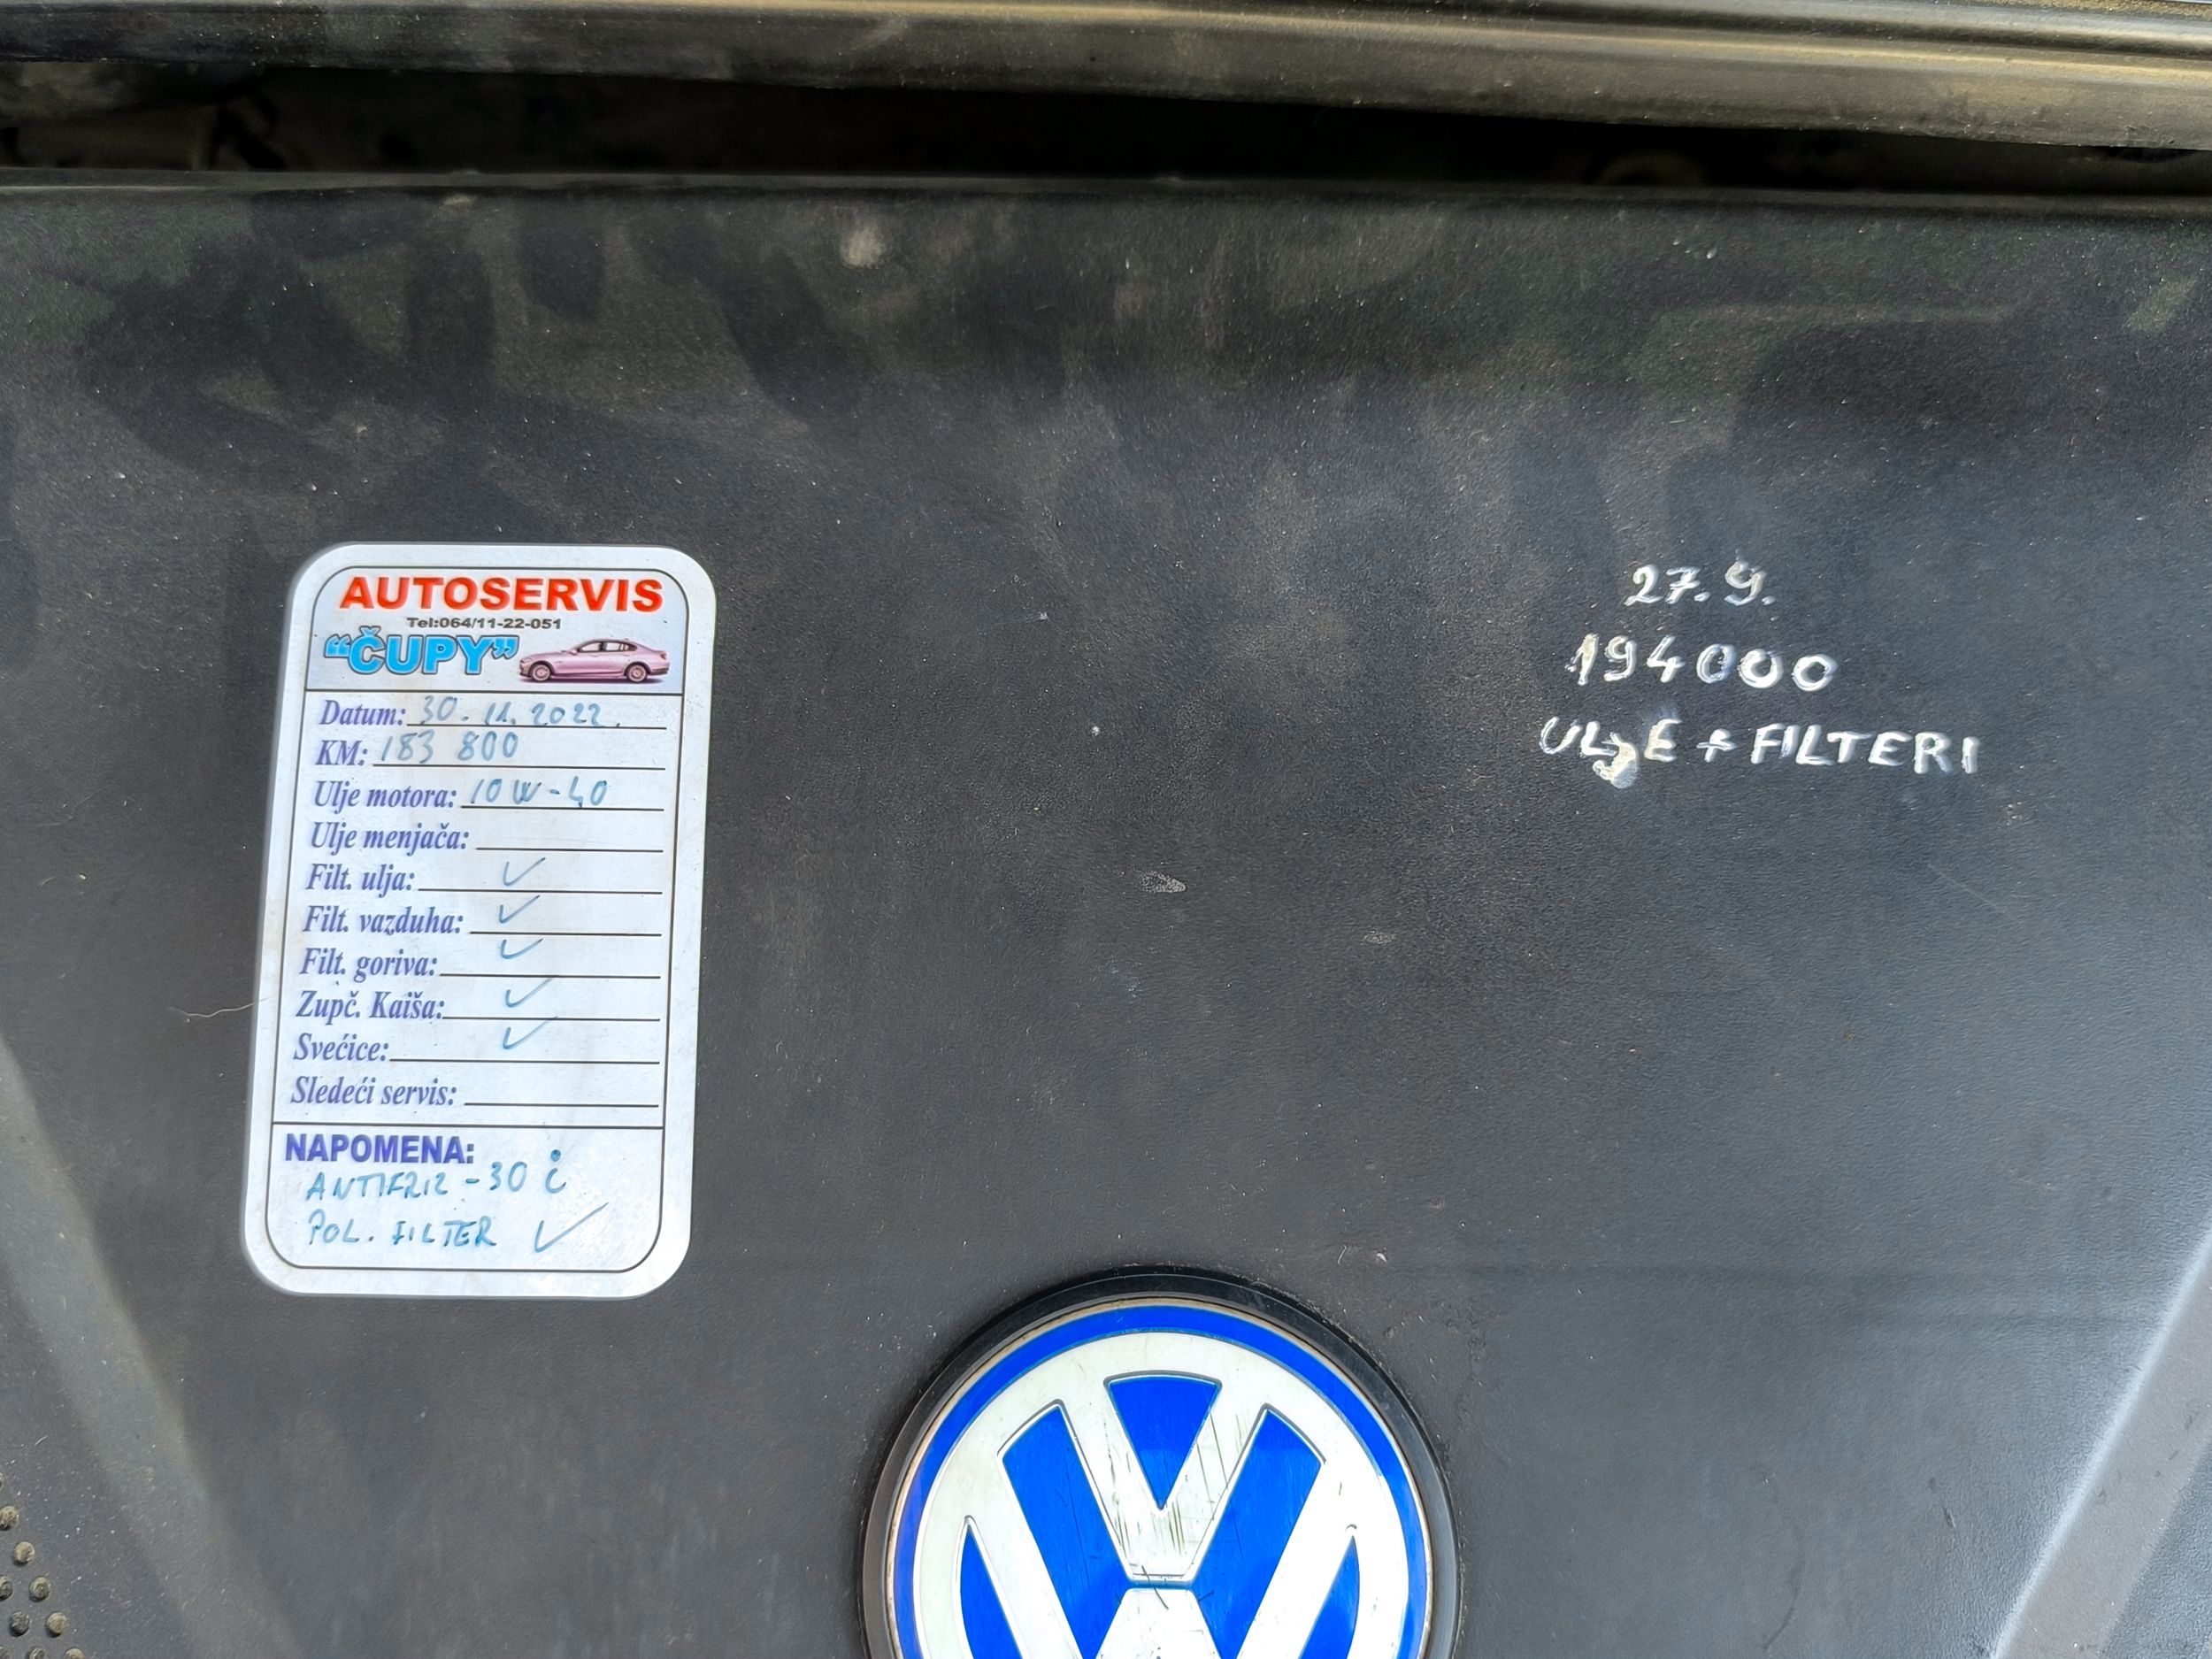 AUTOSERVIS
Tel:064/11-22-051
“ČUPY”
Datum: 30. 11. 2022.
KM: 183 800
Ulje motora: 10W-40
Ulje menjača:
Filt. ulja: ✓
Filt. vazduha: ✓
Filt. goriva: ✓
Zupč. Kaiša: ✓
Svećice: ✓
Sledeći servis:
NAPOMENA:
ANTIFRIZ -30 °C
POL. FILTER ✓
27.9.
194000
ULJE + FILTERI